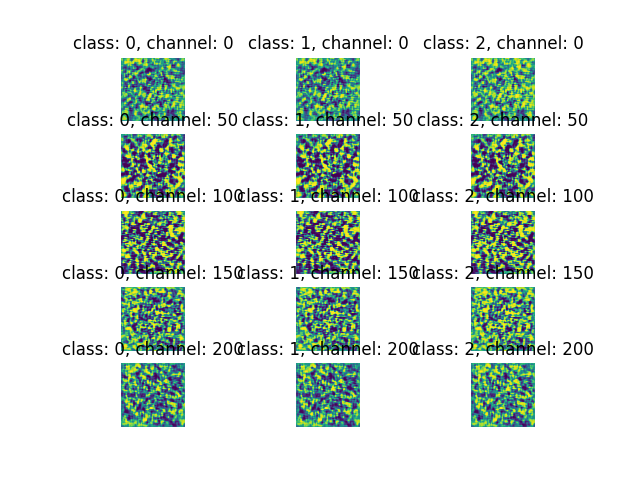 class: 0, channel: 0 class: 1, channel: 0 class: 2, channel: 0
class: 0, channel: 50 class: 1, channel: 50 class: 2, channel: 50
class: 0, channel: 100 class: 1, channel: 100 class: 2, channel: 100
class: 0, channel: 150 class: 1, channel: 150 class: 2, channel: 150
class: 0, channel: 200 class: 1, channel: 200 class: 2, channel: 200